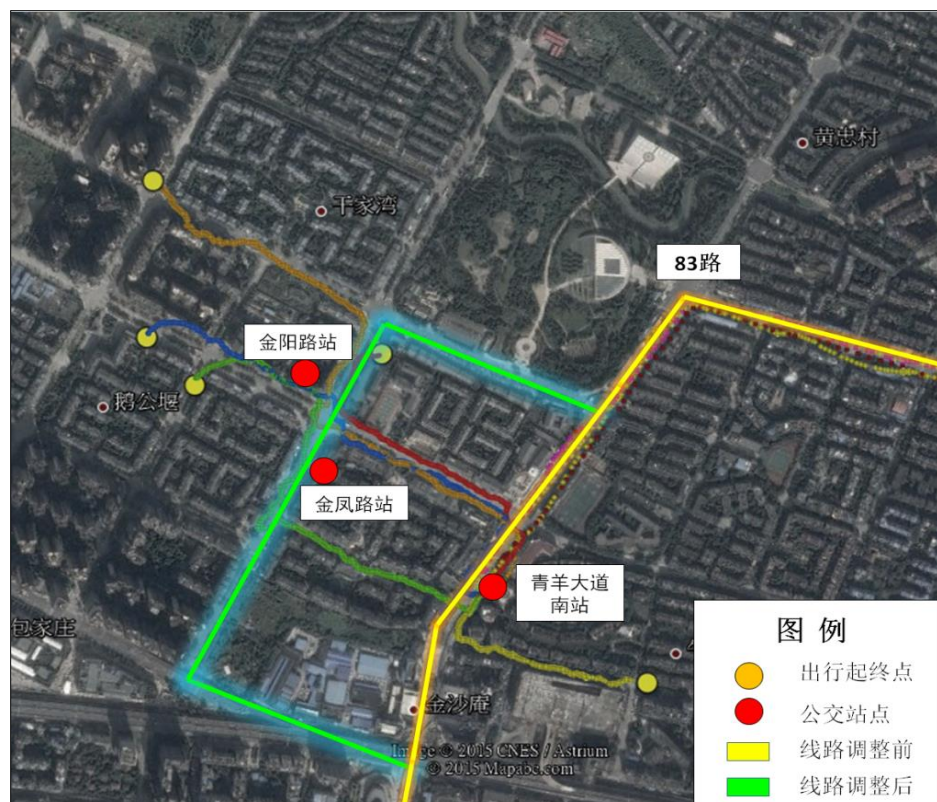 黄忠村
干家湾
83路
金阳路站
鹅公堰
金凤路站
青羊大道
南站
包家庄
金沙庵
Image © 2015 CNES / Astrium
© 2015 Mapabc.com
图例
出行起终点
公交站点
线路调整前
线路调整后